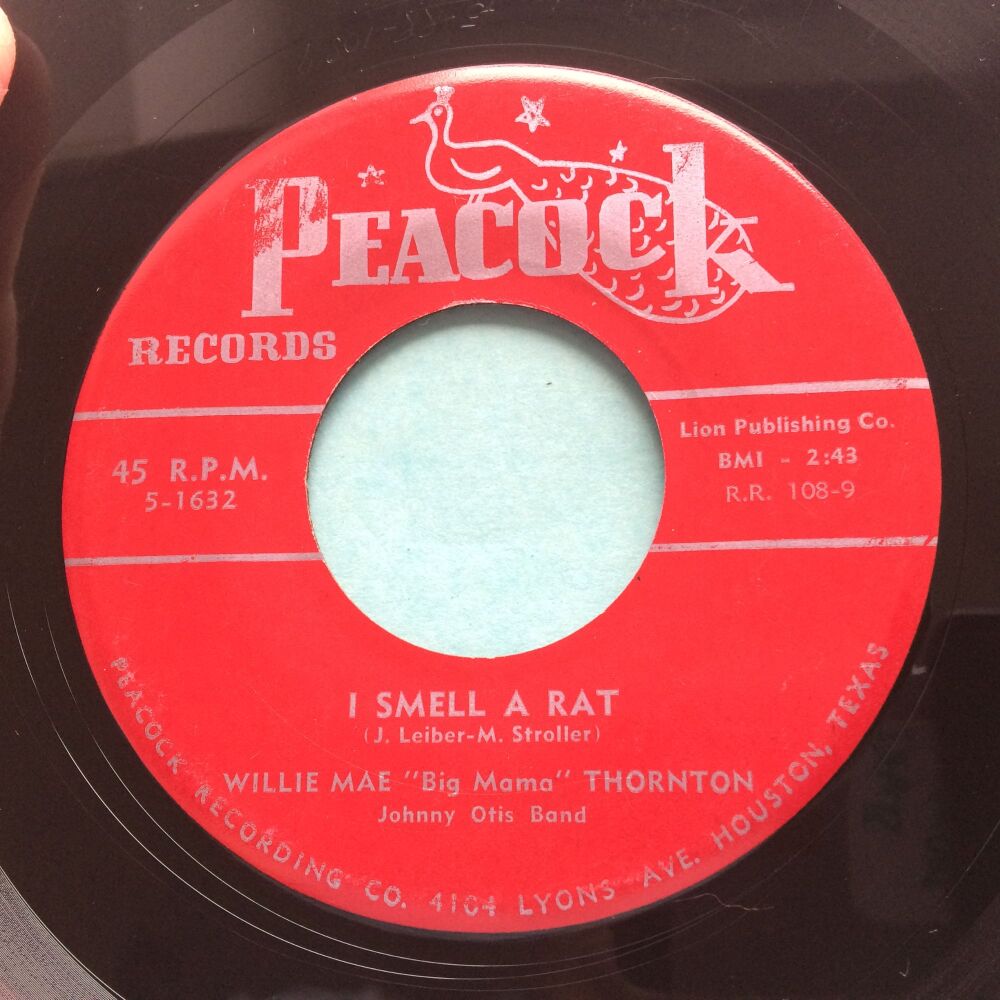 PEACOCK
RECORDS
45 R.P.M.
5-1632
Lion Publishing Co.
BMI - 2:43
R.R. 108-9
I SMELL A RAT
(J. Leiber-M. Stroller)
WILLIE MAE "Big Mama" THORNTON
Johnny Otis Band
PEACOCK RECORDING CO. 4104 LYONS AVE. HOUSTON, TEXAS